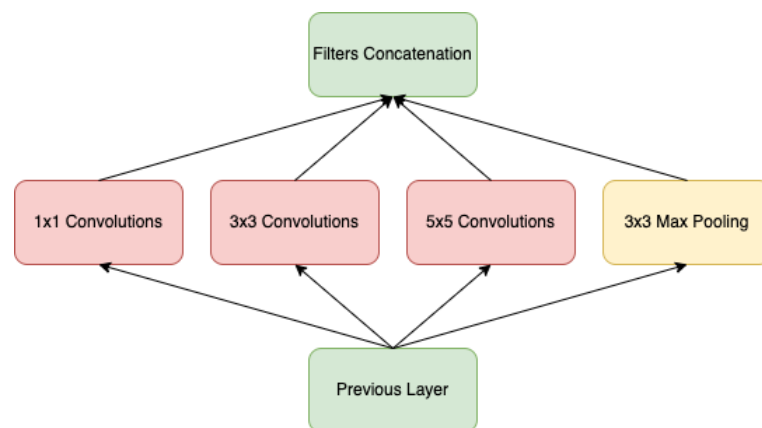 Filters Concatenation
1x1 Convolutions
3x3 Convolutions
5x5 Convolutions
3x3 Max Pooling
Previous Layer